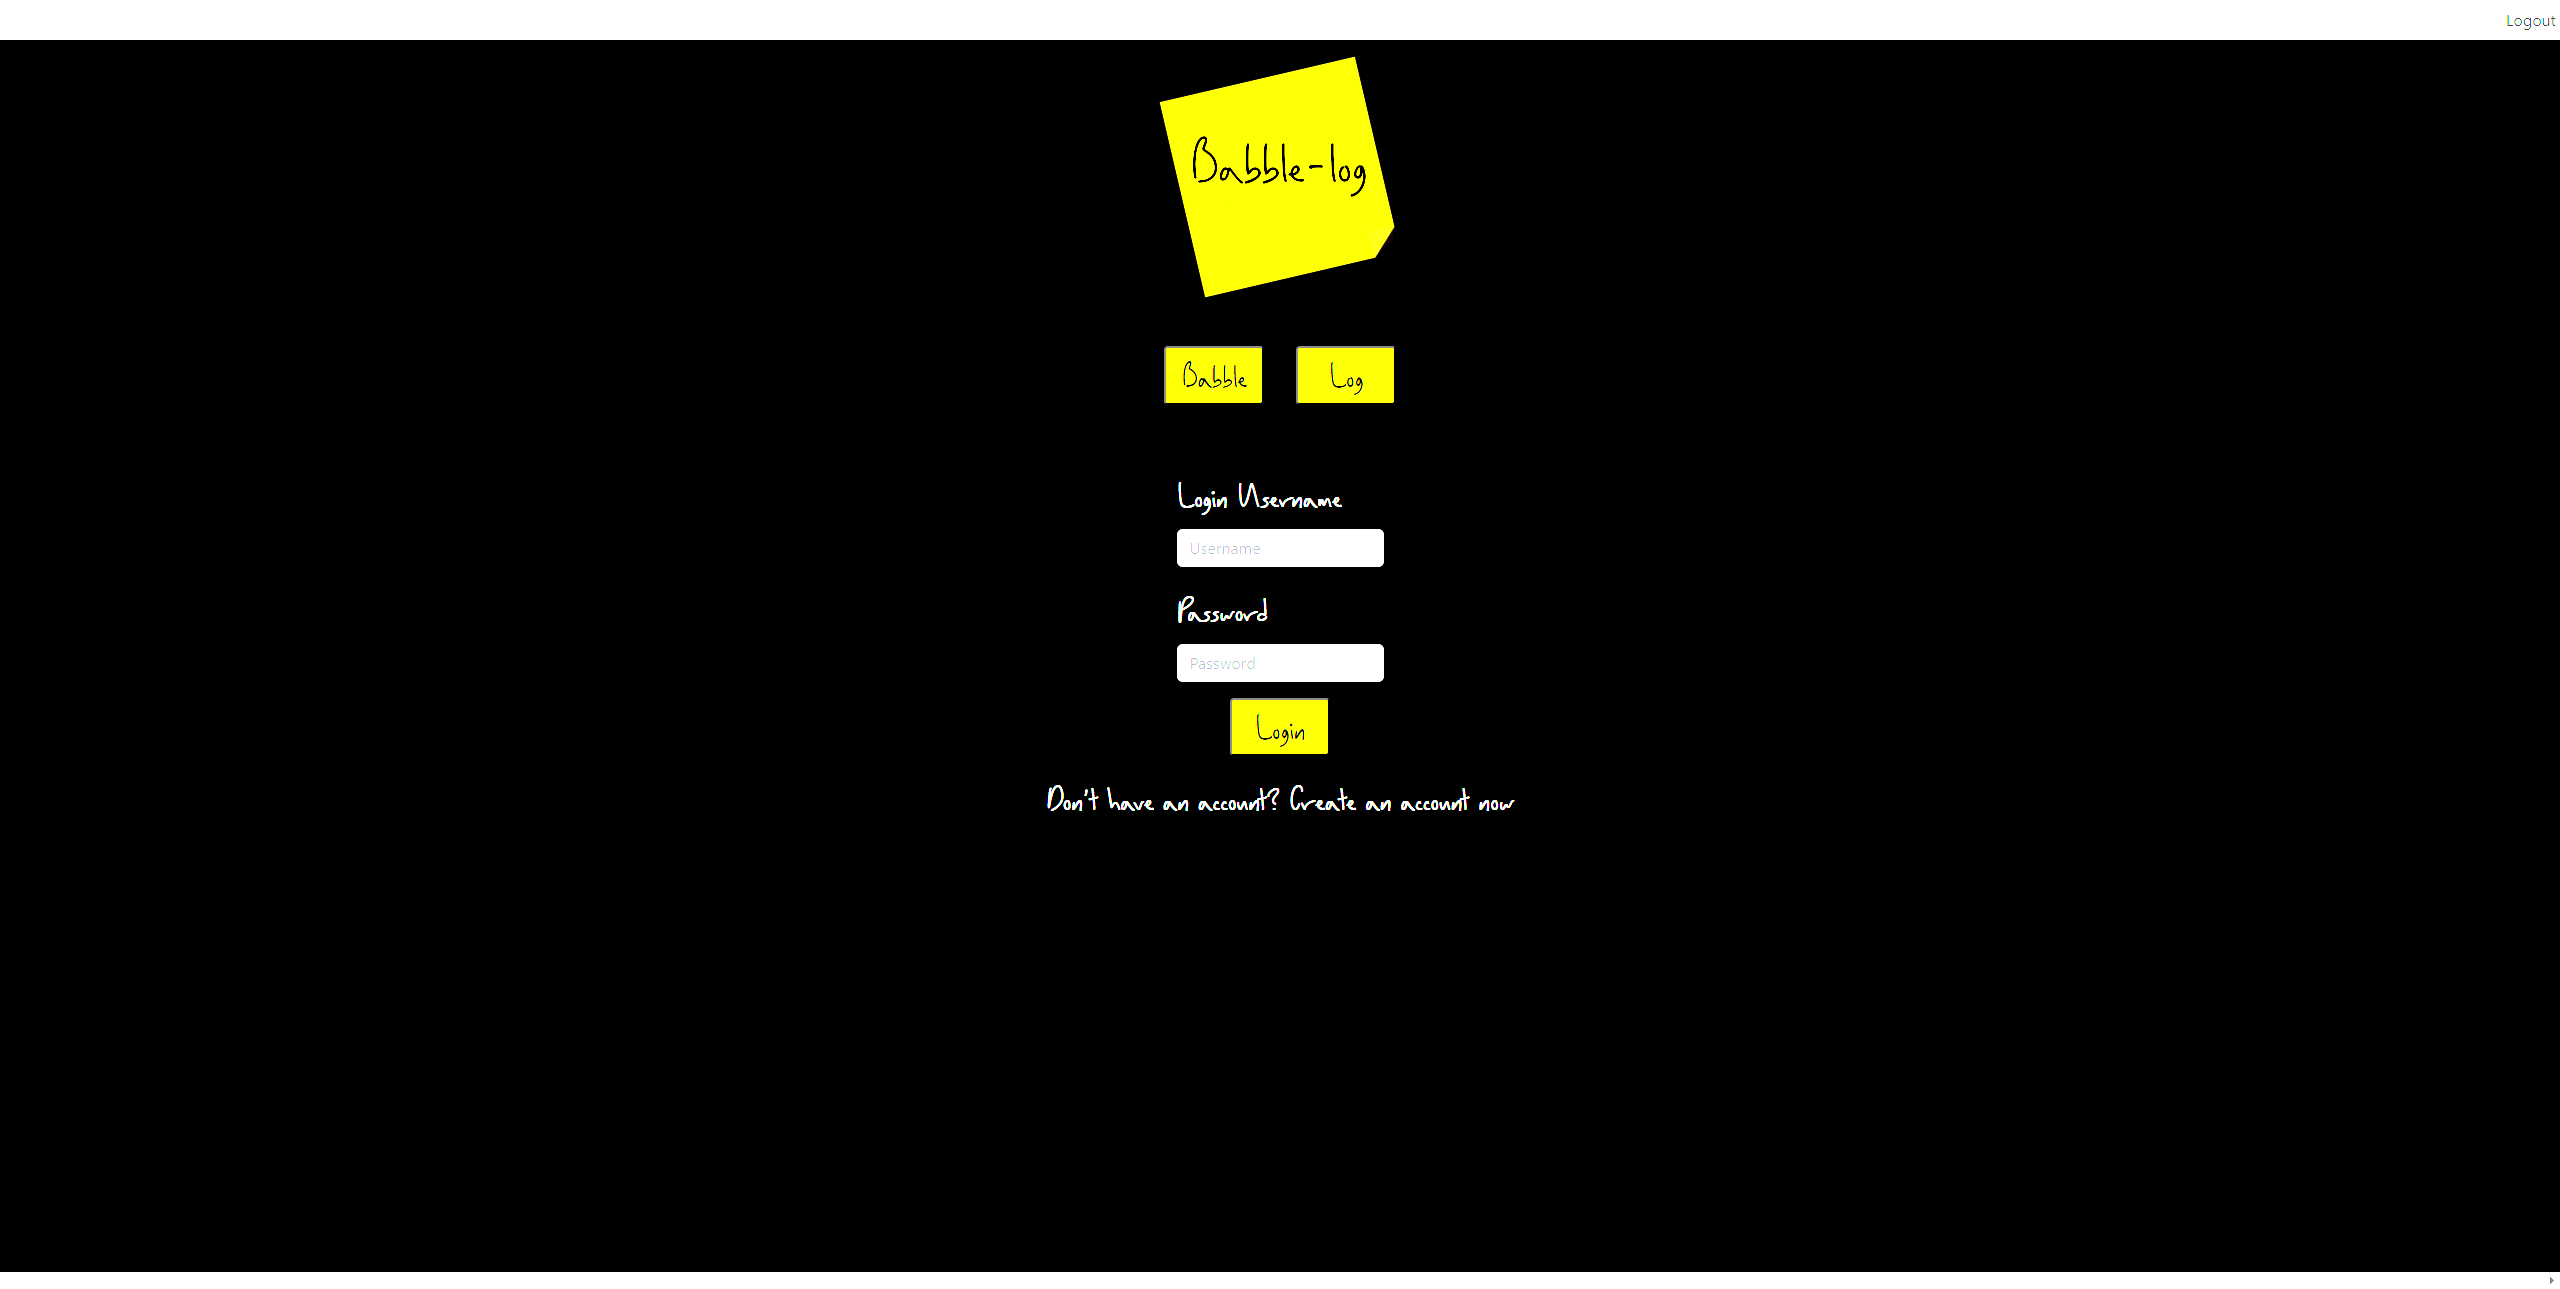 Logout
Babble-log
Babble Log
Login Username
Username
Password
Password
Login
Don't have an account? Create an account now